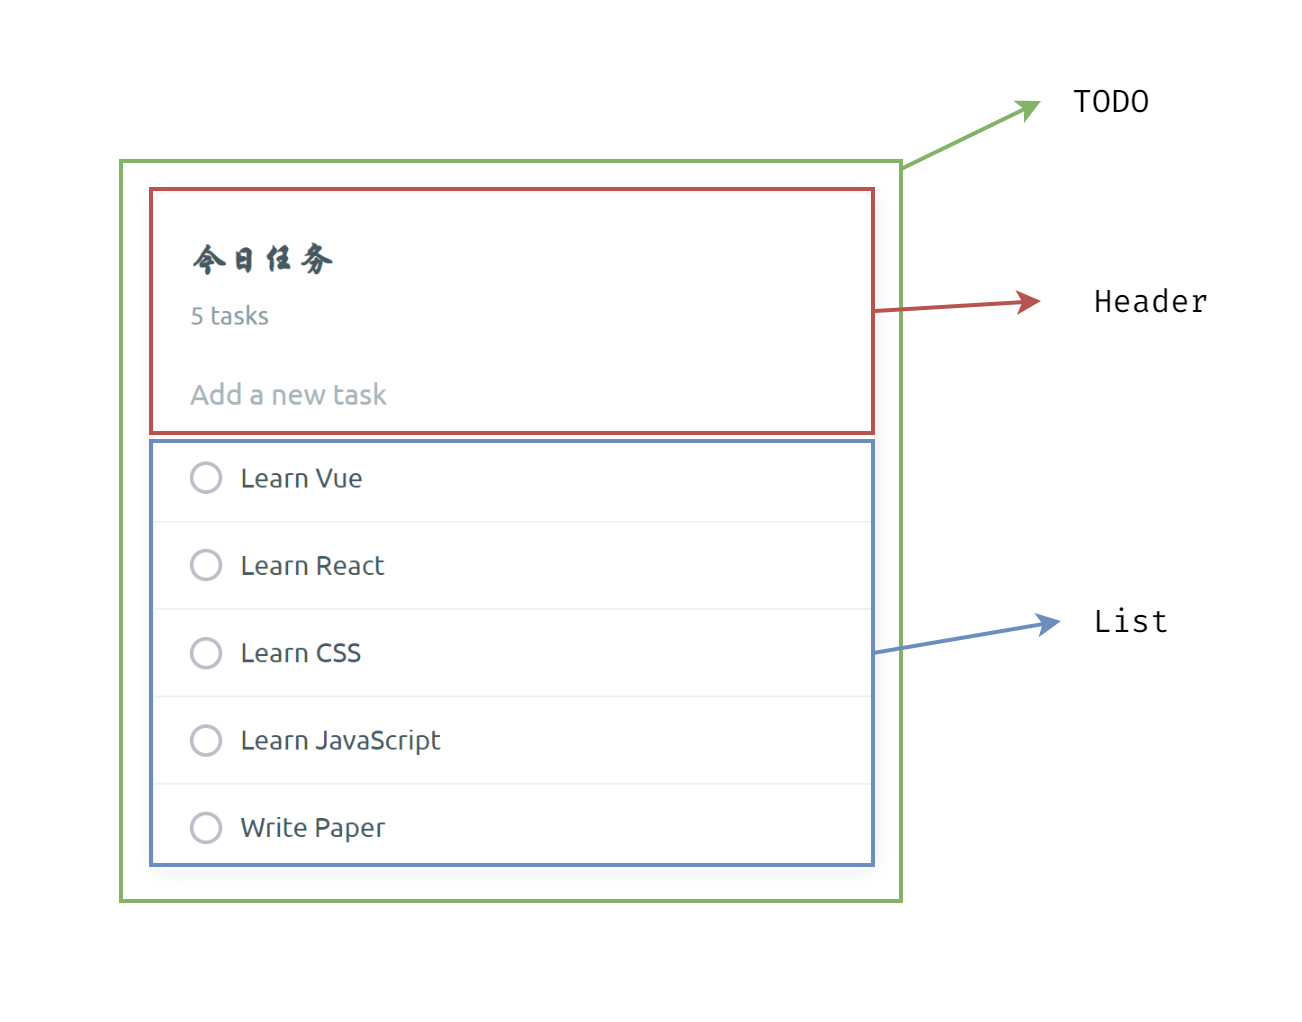 TODO
今日任务
5 tasks
Add a new task
Header
Learn Vue
Learn React
Learn CSS
Learn JavaScript
Write Paper
List